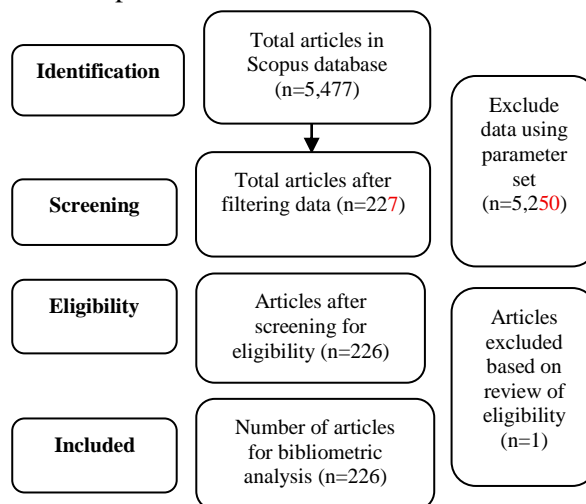 Identification
Total articles in
Scopus database
(n=5,477)
Exclude
data using
parameter
set
(n=5,250)
Screening
Total articles after
filtering data (n=227)
Eligibility
Articles after
screening for
eligibility (n=226)
Articles
excluded
based on
review of
eligibility
(n=1)
Included
Number of articles
for bibliometric
analysis (n=226)